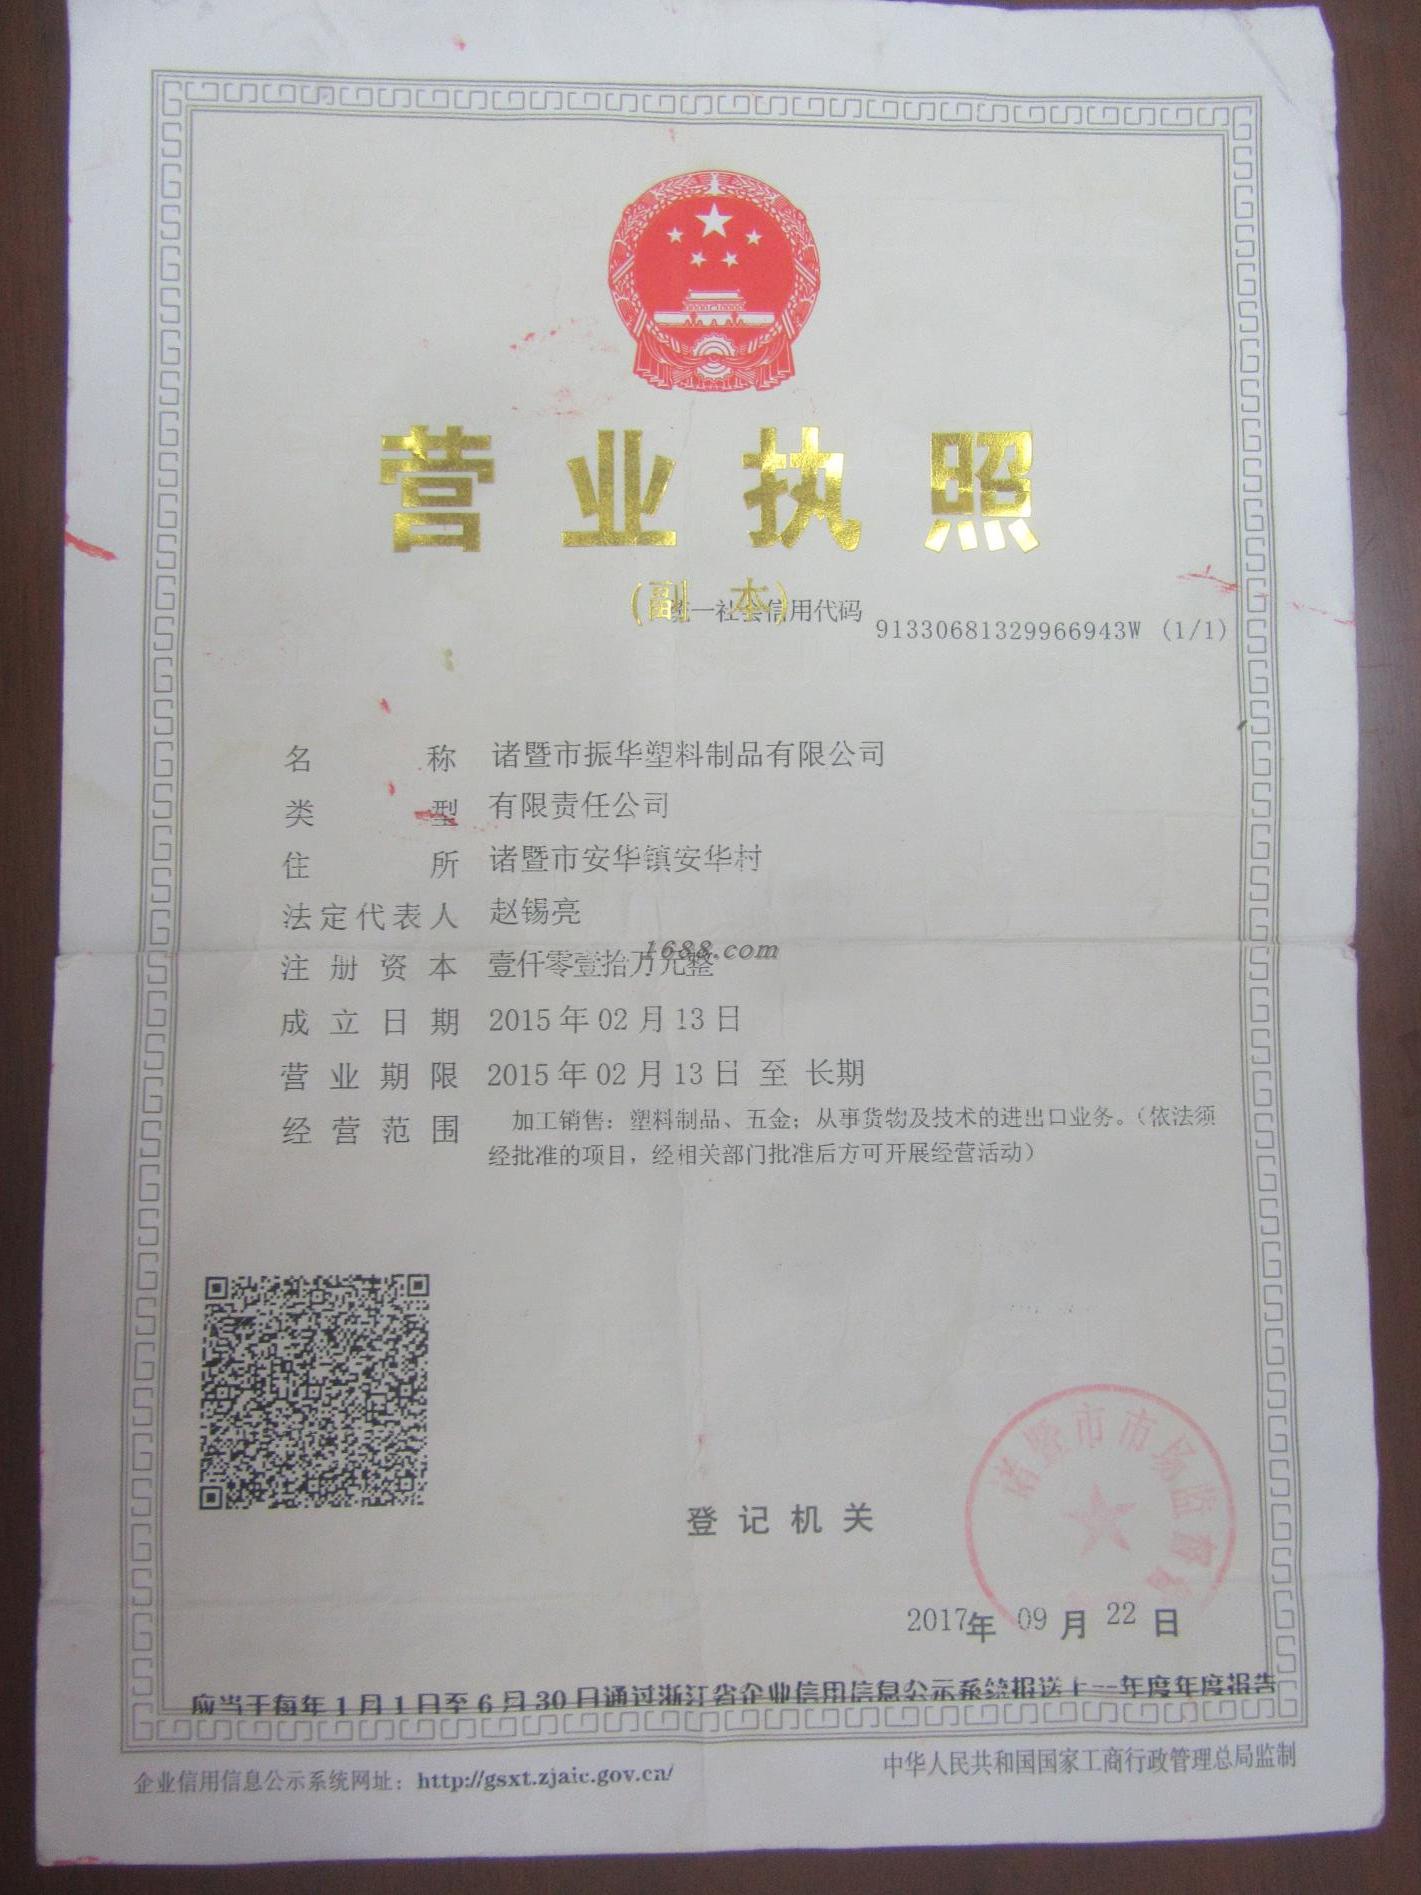 营业执照
(副本)
统一社会信用代码
91330681329966943W (1/1)
名称 诸暨市振华塑料制品有限公司
类型 有限责任公司
住所 诸暨市安华镇安华村
法定代表人 赵锡亮
1688.com
注册资本 壹仟零壹拾万元整
成立日期 2015年02月13日
营业期限 2015年02月13日 至 长期
经营范围 加工销售：塑料制品、五金；从事货物及技术的进出口业务。（依法须
经批准的项目，经相关部门批准后方可开展经营活动）
诸暨市市场监督
登记机关
2017年 09月 22日
应当于每年1月1日至6月30日通过浙江省企业信用信息公示系统报送上一年度年度报告
企业信用信息公示系统网址：http://gsxt.zjaic.gov.cn/
中华人民共和国国家工商行政管理总局监制